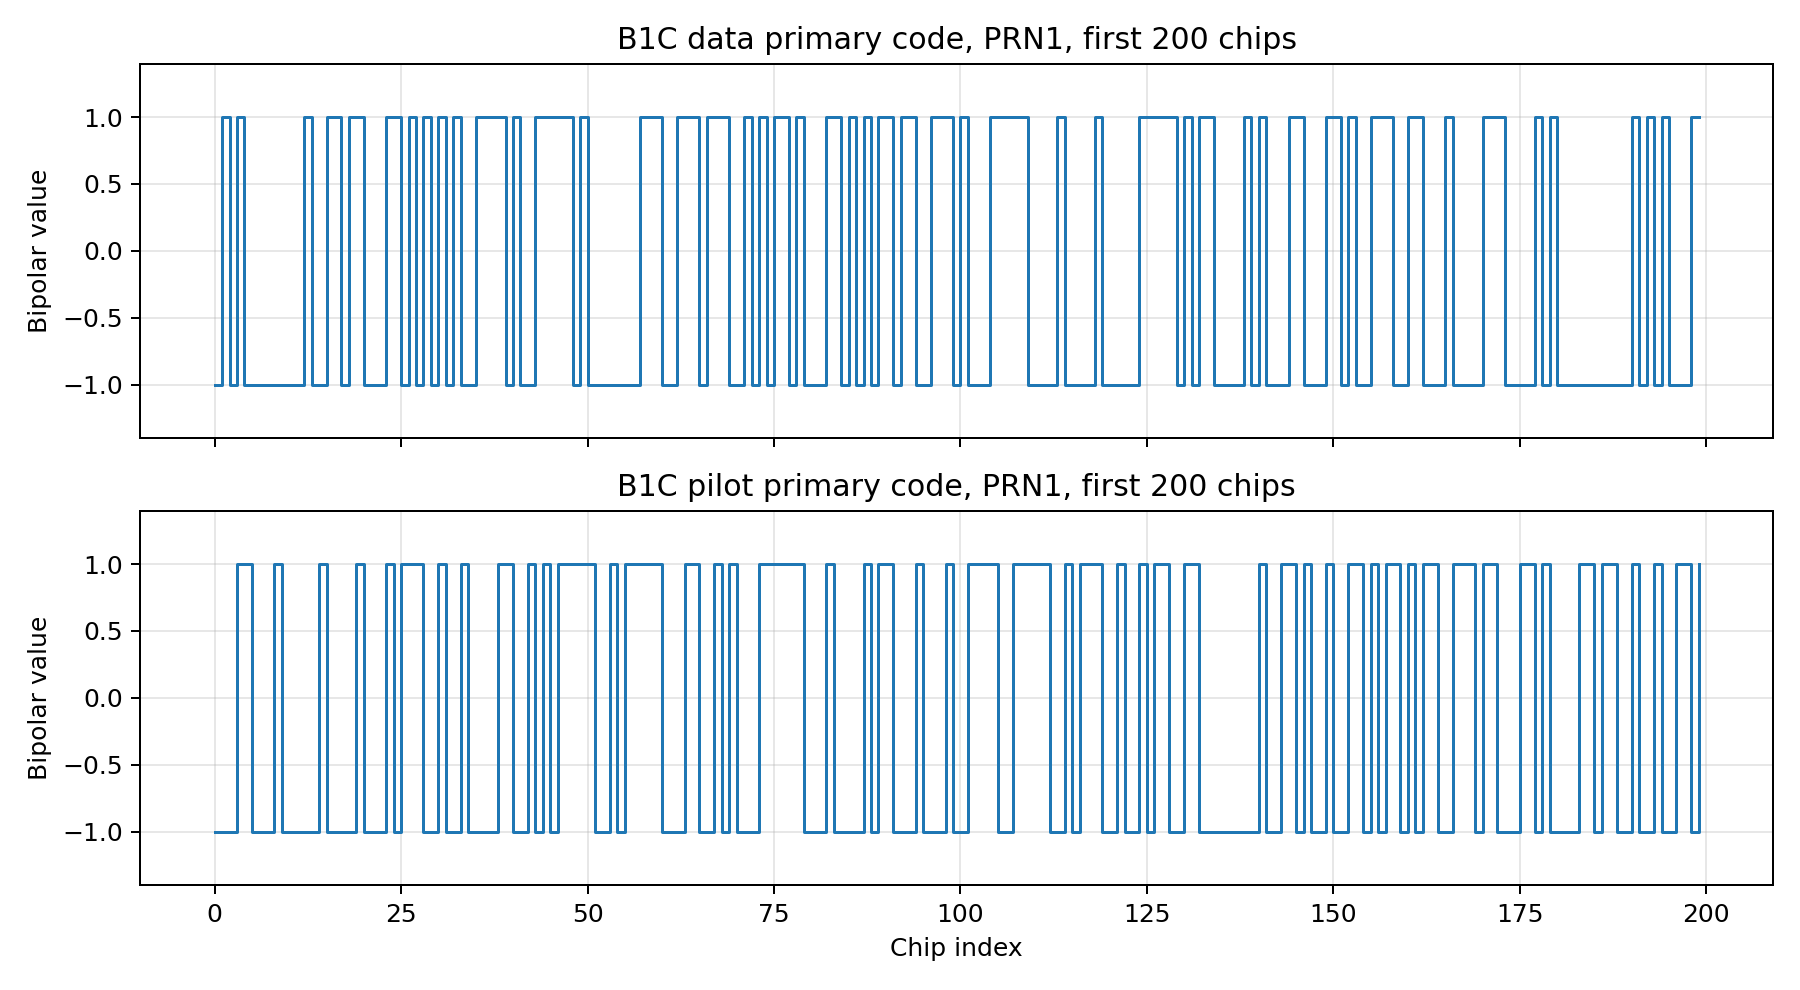 B1C data primary code, PRN1, first 200 chips
Bipolar value
1.0
0.5
0.0
−0.5
−1.0
B1C pilot primary code, PRN1, first 200 chips
Bipolar value
1.0
0.5
0.0
−0.5
−1.0
0 25 50 75 100 125 150 175 200
Chip index